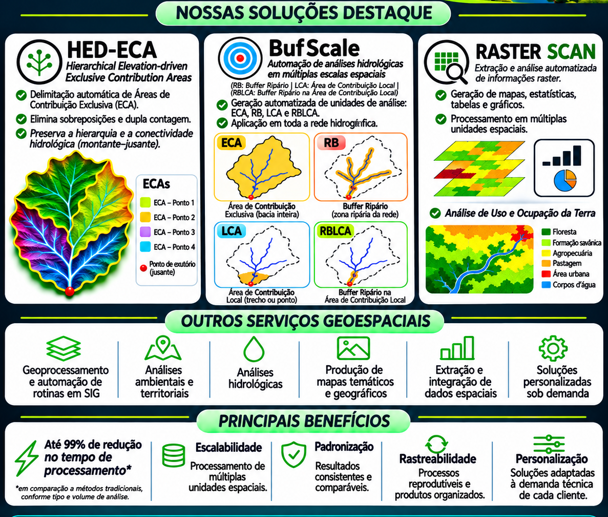 NOSSAS SOLUÇÕES DESTAQUE
HED-ECA
Hierarchical Elevation-driven
Exclusive Contribution Areas
Delimitação automática de Áreas de
Contribuição Exclusiva (ECA).
Elimina sobreposições e dupla contagem.
Preserva a hierarquia e a conectividade
hidrológica (montante–jusante).
ECAs
ECA – Ponto 1
ECA – Ponto 2
ECA – Ponto 3
ECA – Ponto 4
Ponto de exutório
(jusante)
BufScale
Automação de análises hidrológicas
em múltiplas escalas espaciais
(RB: Buffer Ripário | LCA: Área de Contribuição Local |
(RBLCA: Buffer Ripário na Área de Contribuição Local)
Geração automatizada de unidades de análise:
ECA, RB, LCA e RBLCA.
Aplicação em toda a rede hidrográfica.
ECA
Área de Contribuição
Exclusiva (bacia inteira)
RB
Buffer Ripário
(zona ripária da rede)
LCA
Área de Contribuição
Local (trecho ou ponto)
RBLCA
Buffer Ripário na
Área de Contribuição Local
RASTER SCAN
Extração e análise automatizada
de informações raster.
Geração de mapas, estatísticas,
tabelas e gráficos.
Processamento em múltiplas
unidades espaciais.
Análise de Uso e Ocupação da Terra
Floresta
Formação savânica
Agropecuária
Pastagem
Área urbana
Corpos d'água
OUTROS SERVIÇOS GEOESPACIAIS
Geoprocessamento
e automação de
rotinas em SIG
Análises
ambientais e
territoriais
Análises
hidrológicas
Produção de
mapas temáticos
e geográficos
Extração e
integração de
dados espaciais
Soluções
personalizadas
sob demanda
PRINCIPAIS BENEFÍCIOS
Até 99% de redução
no tempo de
processamento*
*em comparação a métodos tradicionais,
conforme tipo e volume de análise.
Escalabilidade
Processamento de
múltiplas
unidades espaciais.
Padronização
Resultados
consistentes e
comparáveis.
Rastreabilidade
Processos
reprodutíveis e
produtos organizados.
Personalização
Soluções adaptadas
à demanda técnica
de cada cliente.